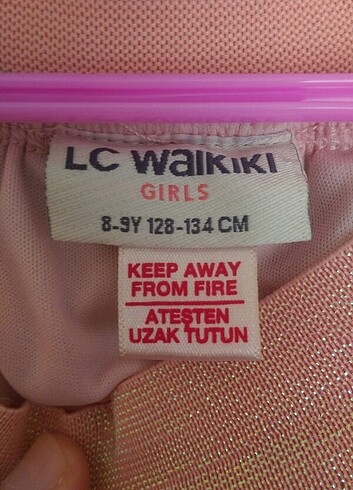 LC WaiKiKi
GIRLS
8-9Y 128-134 CM
KEEP AWAY
FROM FIRE
ATEŞTEN
UZAK TUTUN